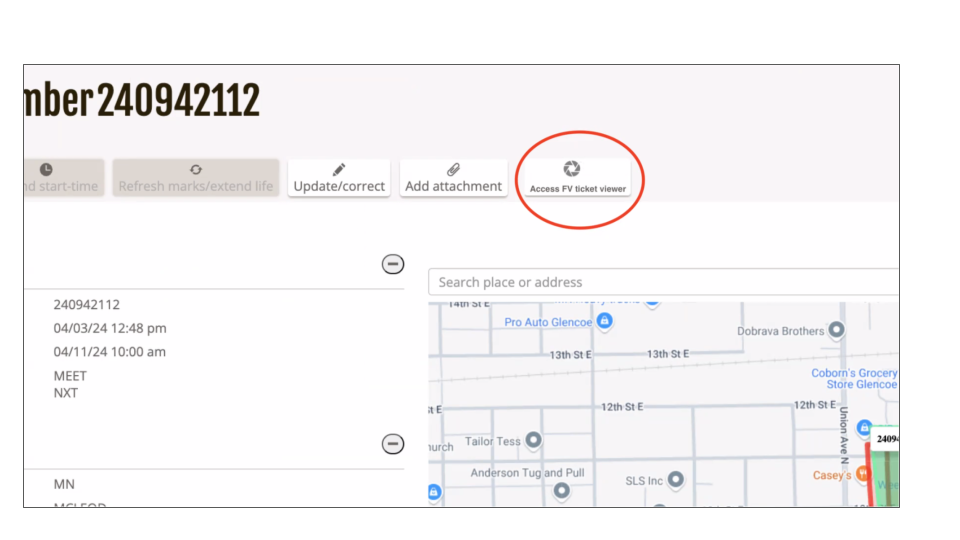 mber240942112
nd start-time
Refresh marks/extend life
Update/correct
Add attachment
Access FV ticket viewer
Search place or address
240942112
04/03/24 12:48 pm
04/11/24 10:00 am
MEET
NXT
MN
MCLEOD
14th St E
Pro Auto Glencoe
Dobrava Brothers
13th St E
13th St E
Coborn's Grocery
Store Glencoe
St E
12th St E
12th St E
Union Ave N
2409
hurch
Tailor Tess
Anderson Tug and Pull
SLS Inc
Casey's